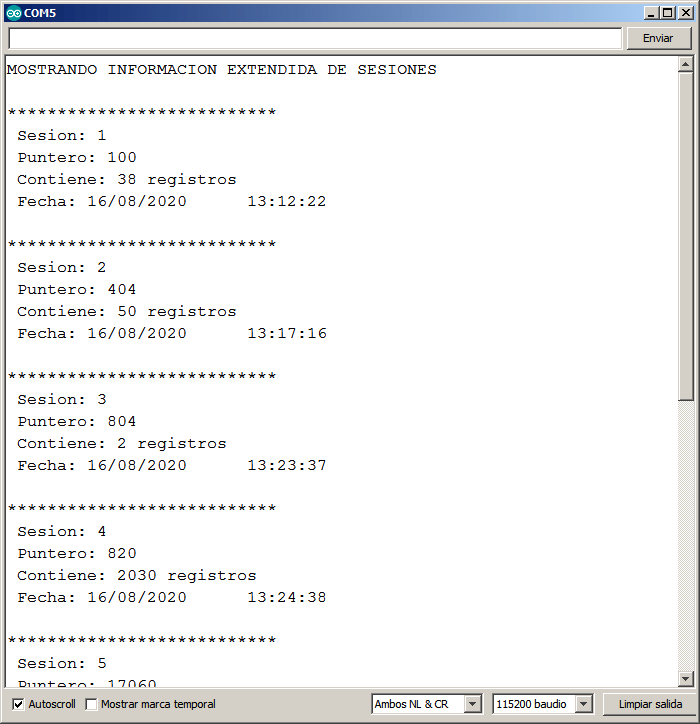 COM5
Enviar
MOSTRANDO INFORMACION EXTENDIDA DE SESIONES
***************************
Sesion: 1
Puntero: 100
Contiene: 38 registros
Fecha: 16/08/2020 13:12:22
***************************
Sesion: 2
Puntero: 404
Contiene: 50 registros
Fecha: 16/08/2020 13:17:16
***************************
Sesion: 3
Puntero: 804
Contiene: 2 registros
Fecha: 16/08/2020 13:23:37
***************************
Sesion: 4
Puntero: 820
Contiene: 2030 registros
Fecha: 16/08/2020 13:24:38
***************************
Sesion: 5
Puntero: 17060
Autoscroll Mostrar marca temporal Ambos NL & CR 115200 baudio Limpiar salida